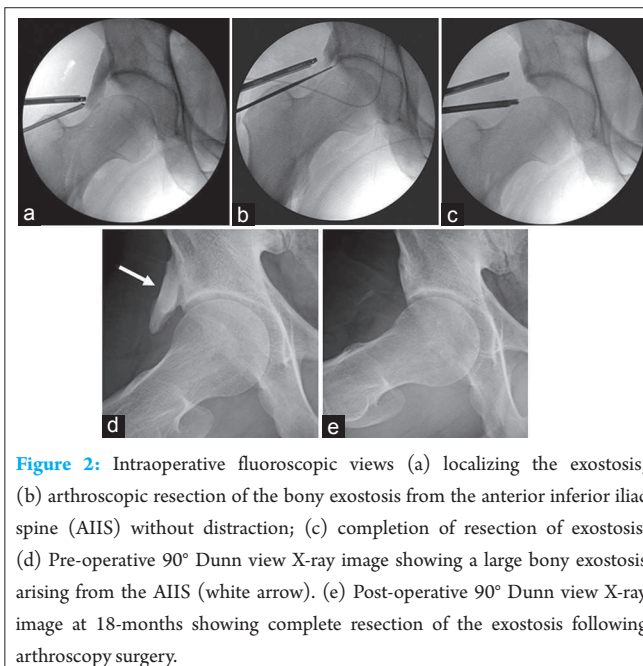 a
b
c
d
e
Figure 2: Intraoperative fluoroscopic views (a) localizing the exostosis
(b) arthroscopic resection of the bony exostosis from the anterior inferior iliac
spine (AIIS) without distraction; (c) completion of resection of exostosis
(d) Pre-operative 90° Dunn view X-ray image showing a large bony exostosis
arising from the AIIS (white arrow). (e) Post-operative 90° Dunn view X-ray
image at 18-months showing complete resection of the exostosis following
arthroscopy surgery.